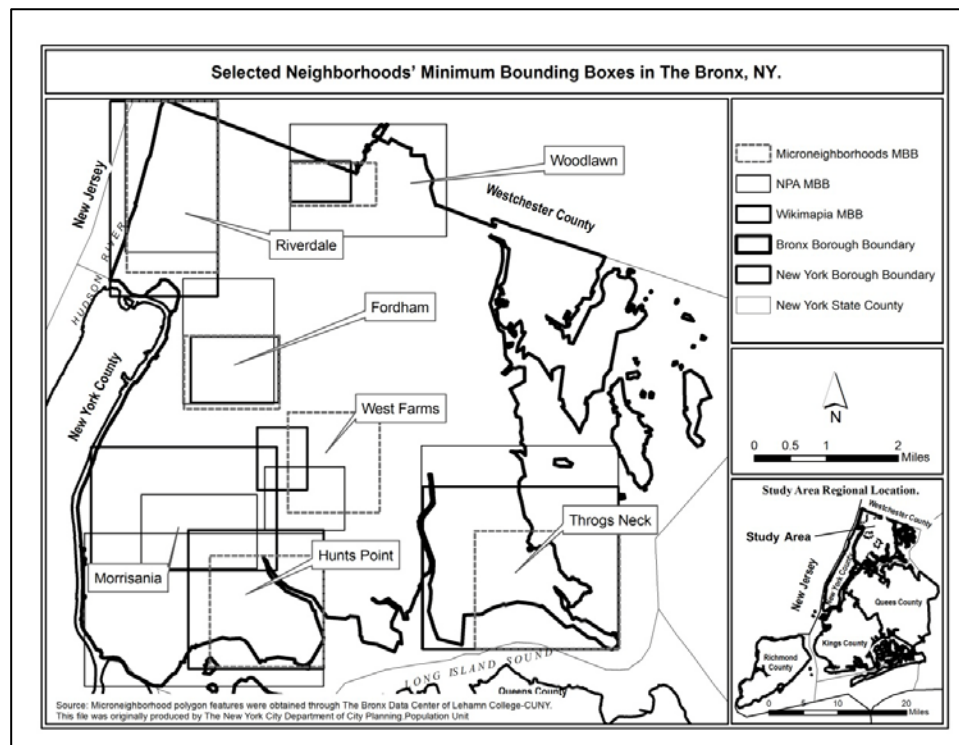 Selected Neighborhoods' Minimum Bounding Boxes in The Bronx, NY.
New Jersey
HUDSON RIVER
Riverdale
Woodlawn
Westchester County
Fordham
New York County
West Farms
Throgs Neck
Hunts Point
Morrisania
LONG ISLAND SOUND
Queens County
Source: Microneighborhood polygon features were obtained through The Bronx Data Center of Lehamn College-CUNY.
This file was originally produced by The New York City Department of City Planning.Population Unit
Microneighborhoods MBB
NPA MBB
Wikimapia MBB
Bronx Borough Boundary
New York Borough Boundary
New York State County
N
0 0.5 1 2
Miles
Study Area Regional Location.
Westchester County
Study Area
New Jersey
New York County
Quees County
Kings County
Richmond County
0 10 20
Miles